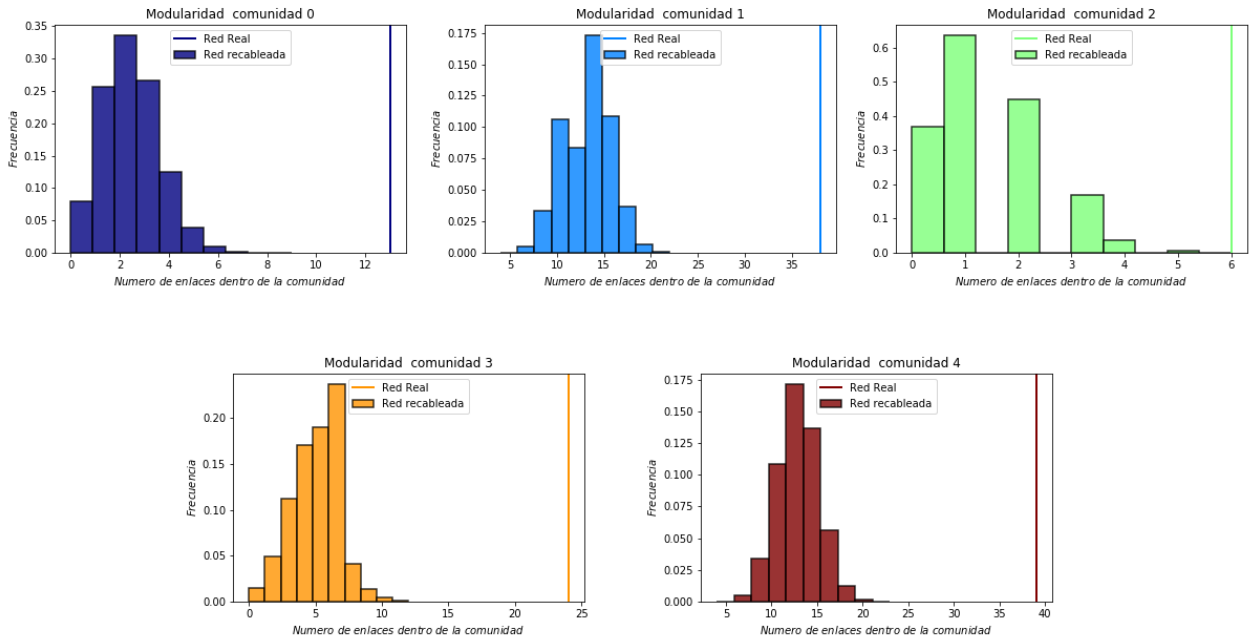 Modularidad comunidad 0
Red Real
Red recableada
Frecuencia
0.35
0.30
0.25
0.20
0.15
0.10
0.05
0.00
0 2 4 6 8 10 12
Numero de enlaces dentro de la comunidad
Modularidad comunidad 1
Red Real
Red recableada
Frecuencia
0.175
0.150
0.125
0.100
0.075
0.050
0.025
0.000
5 10 15 20 25 30 35
Numero de enlaces dentro de la comunidad
Modularidad comunidad 2
Red Real
Red recableada
Frecuencia
0.6
0.5
0.4
0.3
0.2
0.1
0.0
0 1 2 3 4 5 6
Numero de enlaces dentro de la comunidad
Modularidad comunidad 3
Red Real
Red recableada
Frecuencia
0.20
0.15
0.10
0.05
0.00
0 5 10 15 20 25
Numero de enlaces dentro de la comunidad
Modularidad comunidad 4
Red Real
Red recableada
Frecuencia
0.175
0.150
0.125
0.100
0.075
0.050
0.025
0.000
5 10 15 20 25 30 35 40
Numero de enlaces dentro de la comunidad